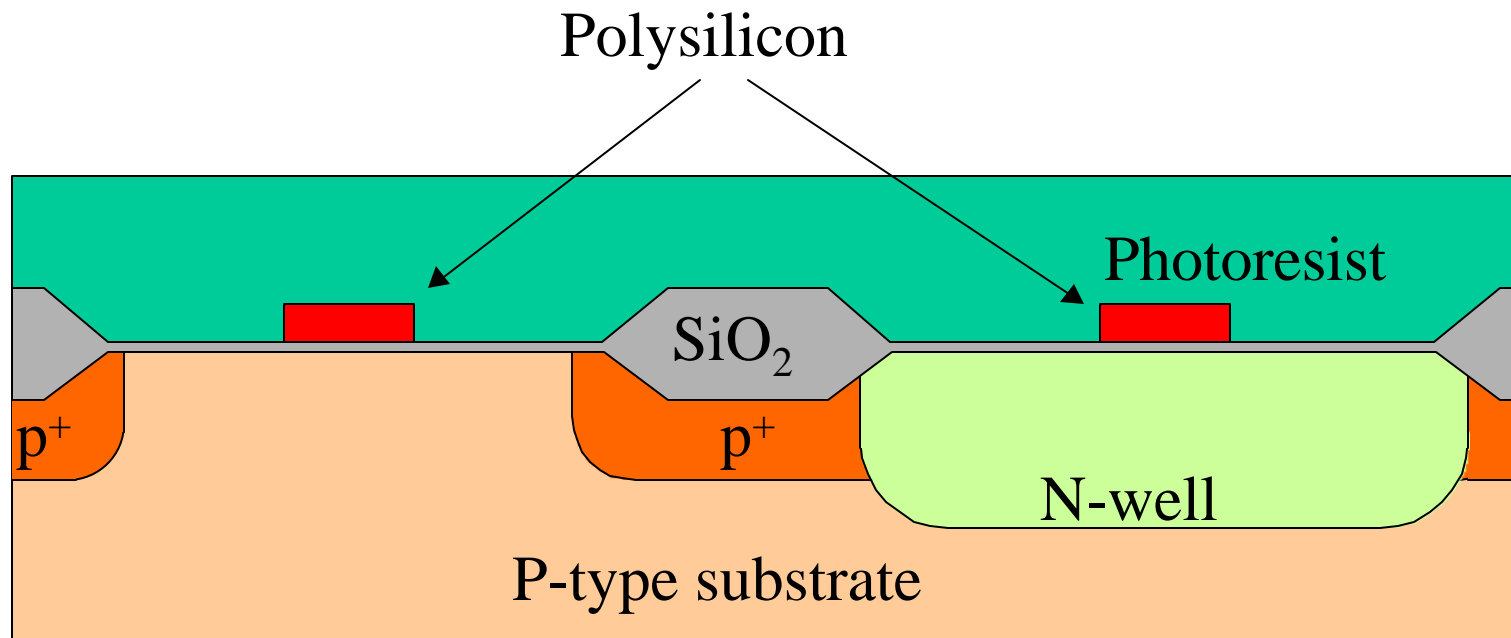 Polysilicon
Photoresist
SiO₂
p⁺
p⁺
N-well
P-type substrate